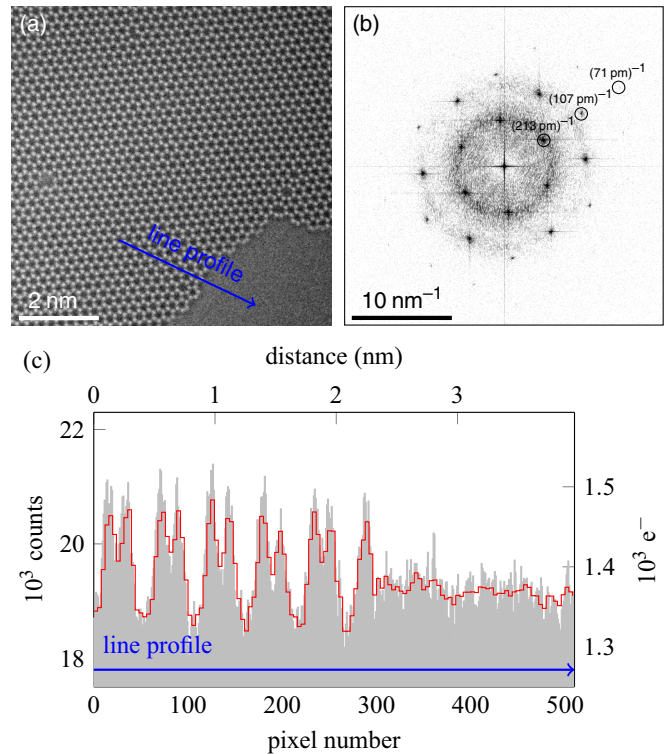 (a)
line profile
2 nm
(b)
(71 pm)⁻¹
(107 pm)⁻¹
(213 pm)⁻¹
10 nm⁻¹
(c)
distance (nm)
0 1 2 3
22
20
18
10³ counts
1.5
1.4
1.3
10³ e⁻
line profile
0 100 200 300 400 500
pixel number